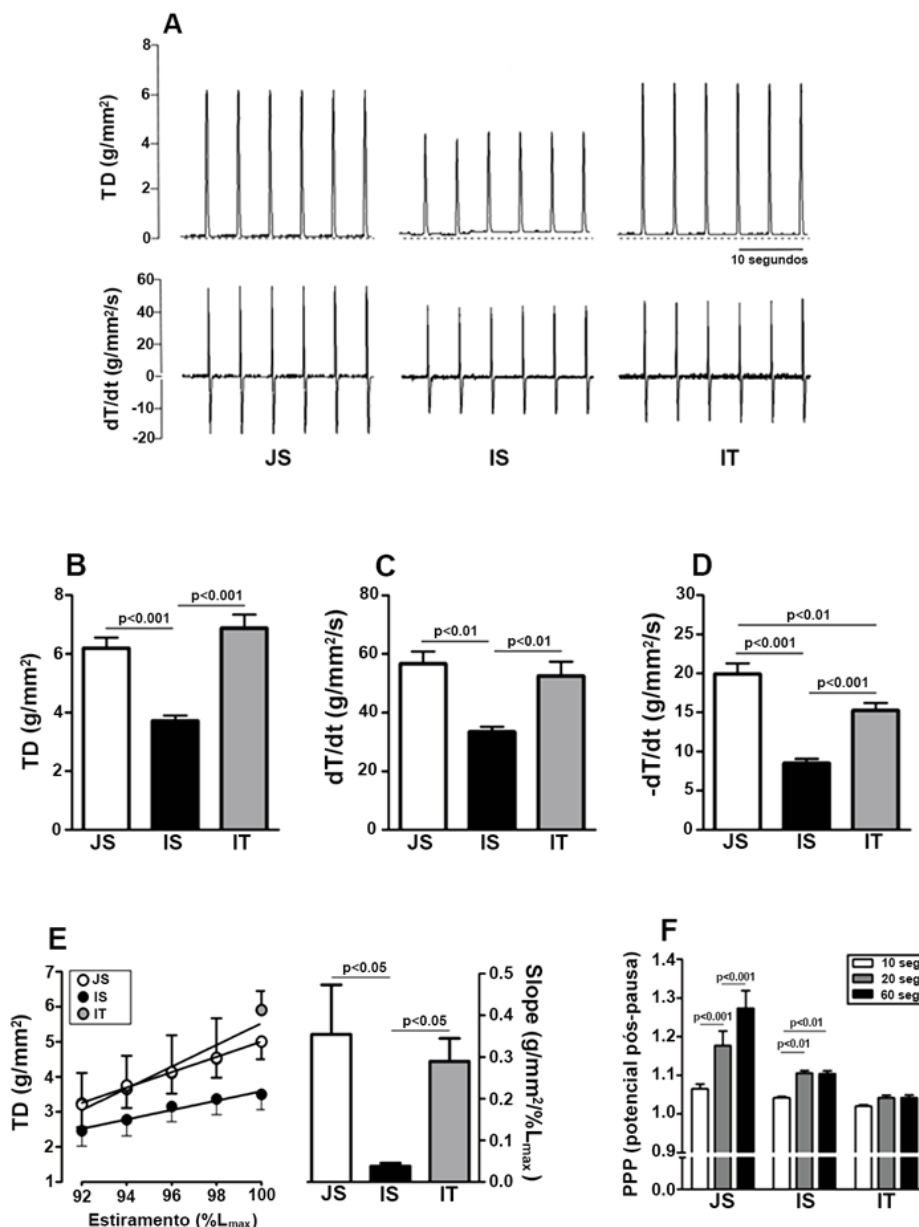 A
TD (g/mm²)
8
6
4
2
0
10 segundos
dT/dt (g/mm²/s)
60
40
20
0
-10
-20
JS
IS
IT
B
TD (g/mm²)
8
6
4
2
0
p<0.001
p<0.001
JS
IS
IT
C
dT/dt (g/mm²/s)
80
60
40
20
0
p<0.01
p<0.01
JS
IS
IT
D
-dT/dt (g/mm²/s)
30
25
20
15
10
5
0
p<0.01
p<0.001
p<0.001
JS
IS
IT
E
TD (g/mm²)
7
6
5
4
3
2
1
JS
IS
IT
92
94
96
98
100
Estiramento (%Lmax)
p<0.05
p<0.05
JS
IS
IT
0.5
0.4
0.3
0.2
0.1
0.0
Slope (g/mm²/%Lmax)
F
PPP (potencial pós-pausa)
1.4
1.3
1.2
1.1
1.0
0.9
0.0
10 seg
20 seg
60 seg
p<0.001
p<0.001
p<0.01
p<0.01
JS
IS
IT